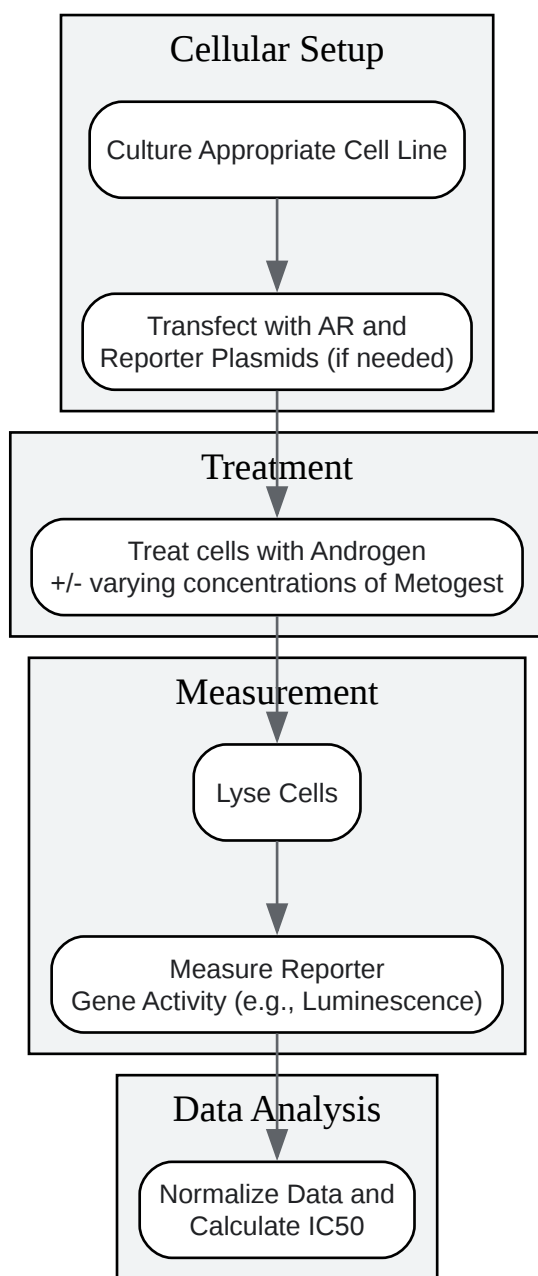 Cellular Setup
Culture Appropriate Cell Line
Transfect with AR and
Reporter Plasmids (if needed)
Treatment
Treat cells with Androgen
+/- varying concentrations of Metogest
Measurement
Lyse Cells
Measure Reporter
Gene Activity (e.g., Luminescence)
Data Analysis
Normalize Data and
Calculate IC50